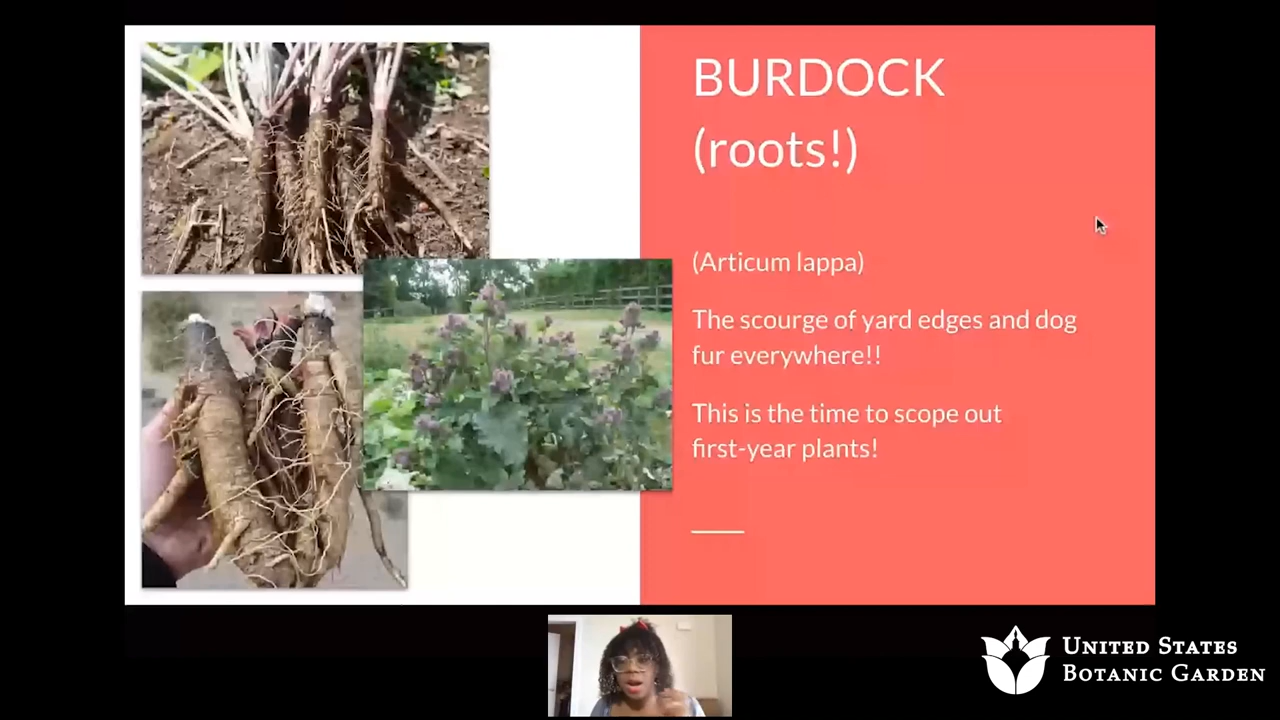 BURDOCK
(roots!)
(Articum lappa)
The scourge of yard edges and dog
fur everywhere!!
This is the time to scope out
first-year plants!
UNITED STATES
BOTANIC GARDEN